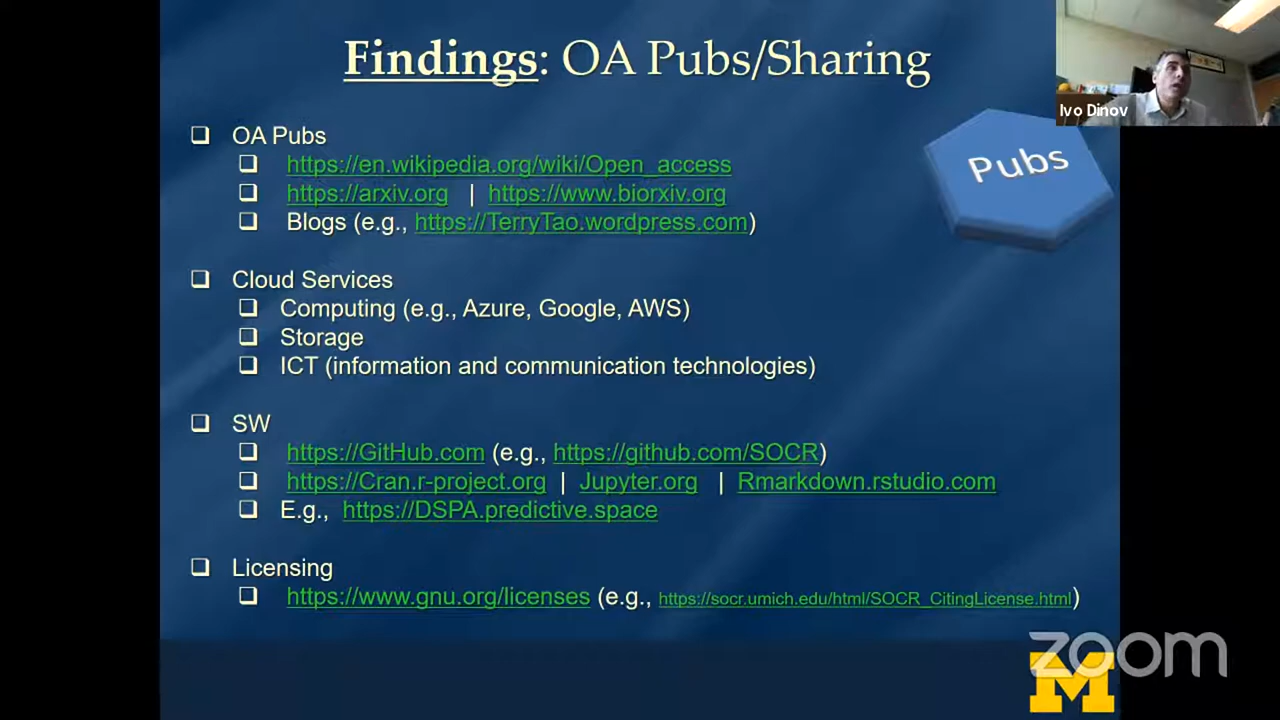 Findings: OA Pubs/Sharing
Ivo Dinov
Pubs
OA Pubs
https://en.wikipedia.org/wiki/Open_access
https://arxiv.org | https://www.biorxiv.org
Blogs (e.g., https://TerryTao.wordpress.com)
Cloud Services
Computing (e.g., Azure, Google, AWS)
Storage
ICT (information and communication technologies)
SW
https://GitHub.com (e.g., https://github.com/SOCR)
https://Cran.r-project.org | Jupyter.org | Rmarkdown.rstudio.com
E.g., https://DSPA.predictive.space
Licensing
https://www.gnu.org/licenses (e.g., https://socr.umich.edu/html/SOCR_CitingLicense.html)
zoom
M